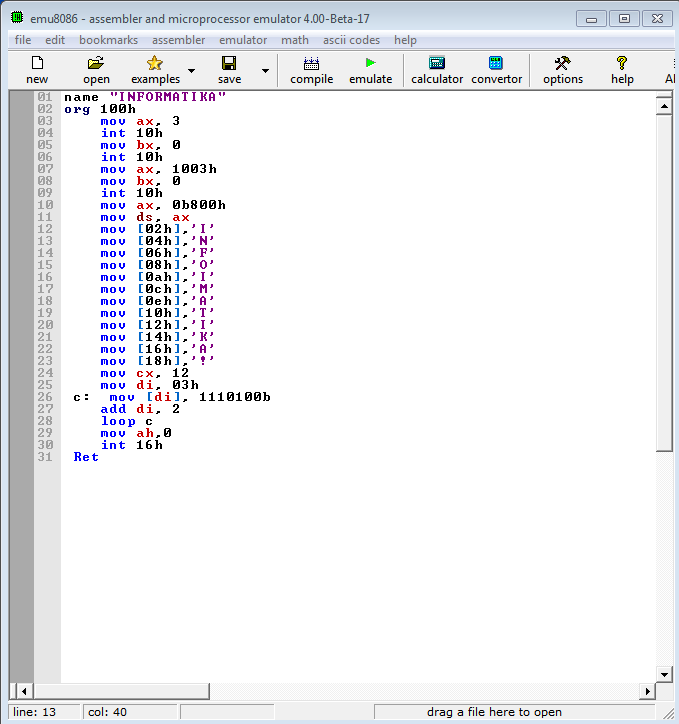 emu8086 - assembler and microprocessor emulator 4.00-Beta-17
file edit bookmarks assembler emulator math ascii codes help
new open examples save compile emulate calculator convertor options help
01 name "INFORMATIKA"
02 org 100h
03 mov ax, 3
04 int 10h
05 mov bx, 0
06 int 10h
07 mov ax, 1003h
08 mov bx, 0
09 int 10h
10 mov ax, 0b800h
11 mov ds, ax
12 mov [02h],'I'
13 mov [04h],'N'
14 mov [06h],'F'
15 mov [08h],'O'
16 mov [0ah],'I'
17 mov [0ch],'M'
18 mov [0eh],'A'
19 mov [10h],'T'
20 mov [12h],'I'
21 mov [14h],'K'
22 mov [16h],'A'
23 mov [18h],'!'
24 mov cx, 12
25 mov di, 03h
26 c: mov [di], 1110100b
27 add di, 2
28 loop c
29 mov ah,0
30 int 16h
31 Ret
line: 13 col: 40 drag a file here to open